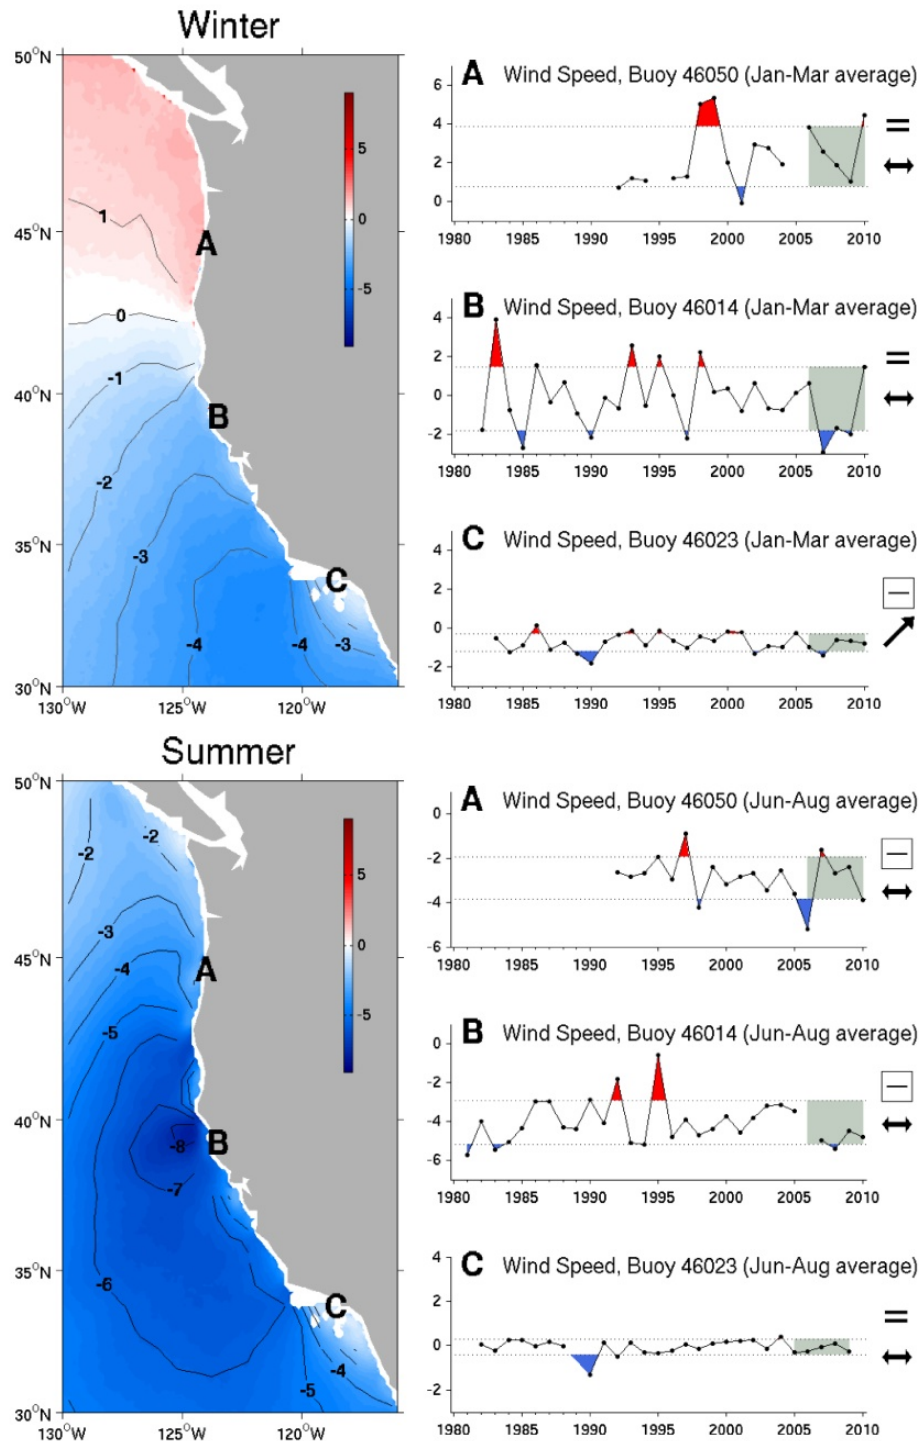 Winter
50°N
45°N
40°N
35°N
30°N
130°W
125°W
120°W
5
0
-5
1
0
-1
-2
-3
-4
-4
-3
A
B
C
A Wind Speed, Buoy 46050 (Jan-Mar average)
6
4
2
0
1980 1985 1990 1995 2000 2005 2010
=
B Wind Speed, Buoy 46014 (Jan-Mar average)
4
2
0
-2
1980 1985 1990 1995 2000 2005 2010
=
C Wind Speed, Buoy 46023 (Jan-Mar average)
4
2
0
-2
1980 1985 1990 1995 2000 2005 2010
–
Summer
50°N
45°N
40°N
35°N
30°N
130°W
125°W
120°W
5
0
-5
-2
-2
-3
-4
-5
-8
-7
-6
-4
-5
A
B
C
A Wind Speed, Buoy 46050 (Jun-Aug average)
0
-2
-4
-6
1980 1985 1990 1995 2000 2005 2010
–
B Wind Speed, Buoy 46014 (Jun-Aug average)
0
-2
-4
-6
1980 1985 1990 1995 2000 2005 2010
–
C Wind Speed, Buoy 46023 (Jun-Aug average)
4
2
0
-2
1980 1985 1990 1995 2000 2005 2010
=